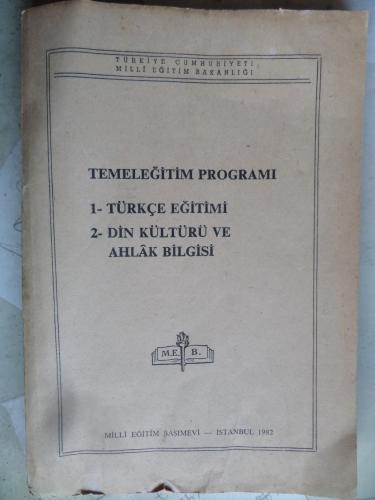 TÜRKİYE CUMHURİYETİ
MİLLÎ EĞİTİM BAKANLIĞI
TEMELEĞİTİM PROGRAMI
1- TÜRKÇE EĞİTİMİ
2- DİN KÜLTÜRÜ VE
AHLÂK BİLGİSİ
M.E. B.
MİLLÎ EĞİTİM BASIMEVİ — İSTANBUL 1982